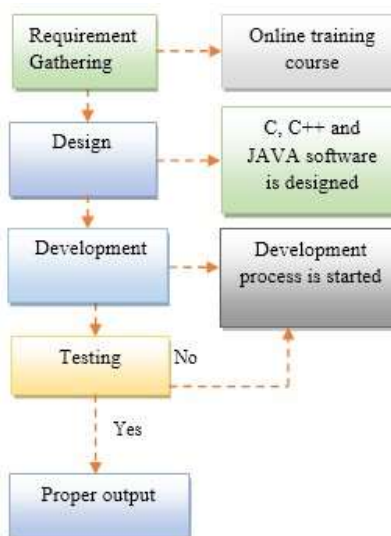 Requirement
Gathering
Online training
course
Design
C, C++ and
JAVA software
is designed
Development
Development
process is started
Testing
No
Yes
Proper output